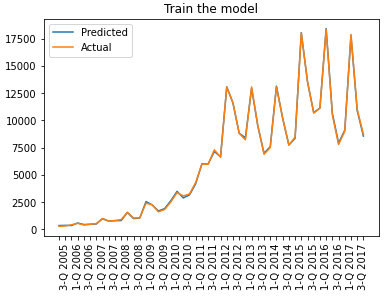 Train the model
Predicted
Actual
17500
15000
12500
10000
7500
5000
2500
0
3-Q 2005
1-Q 2006
3-Q 2006
1-Q 2007
3-Q 2007
1-Q 2008
3-Q 2008
1-Q 2009
3-Q 2009
1-Q 2010
3-Q 2010
1-Q 2011
3-Q 2011
1-Q 2012
3-Q 2012
1-Q 2013
3-Q 2013
1-Q 2014
3-Q 2014
1-Q 2015
3-Q 2015
1-Q 2016
3-Q 2016
1-Q 2017
3-Q 2017